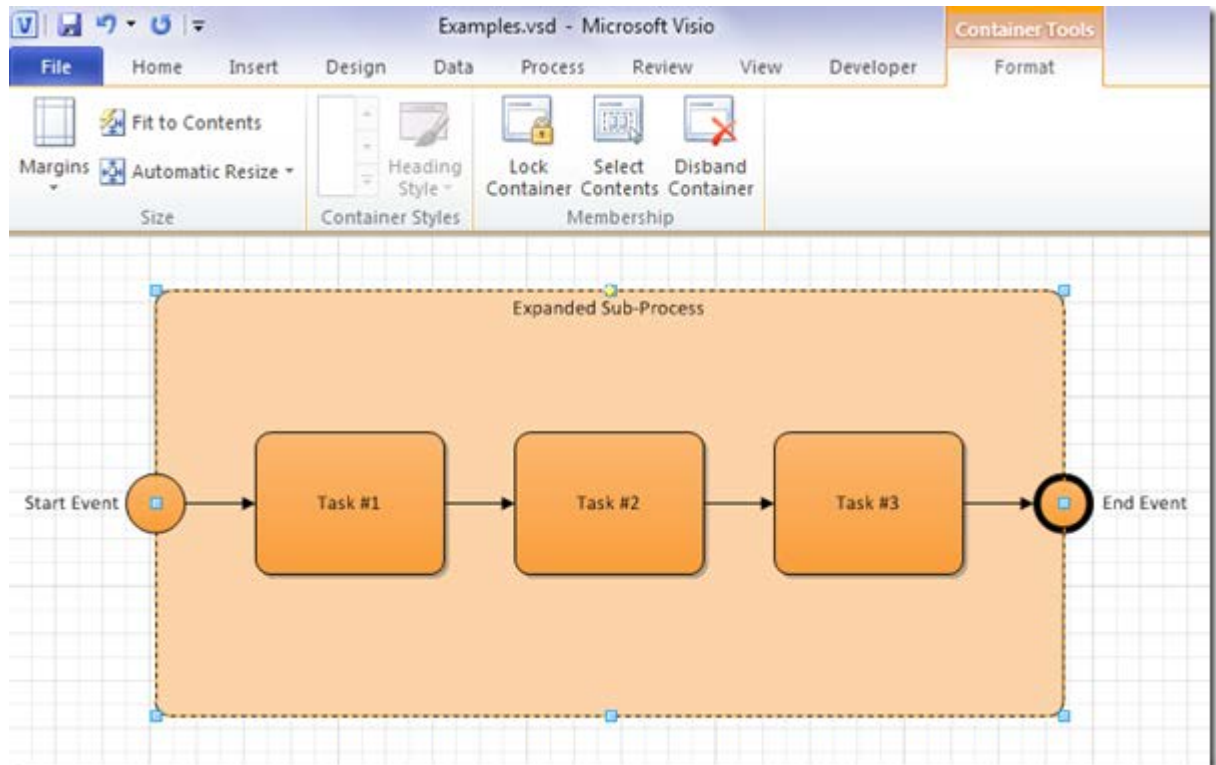 Examples.vsd - Microsoft Visio
Container Tools
File Home Insert Design Data Process Review View Developer Format
Margins
Fit to Contents
Automatic Resize
Size
Heading
Style
Container Styles
Lock
Container
Select
Contents
Disband
Container
Membership
Expanded Sub-Process
Start Event
Task #1
Task #2
Task #3
End Event